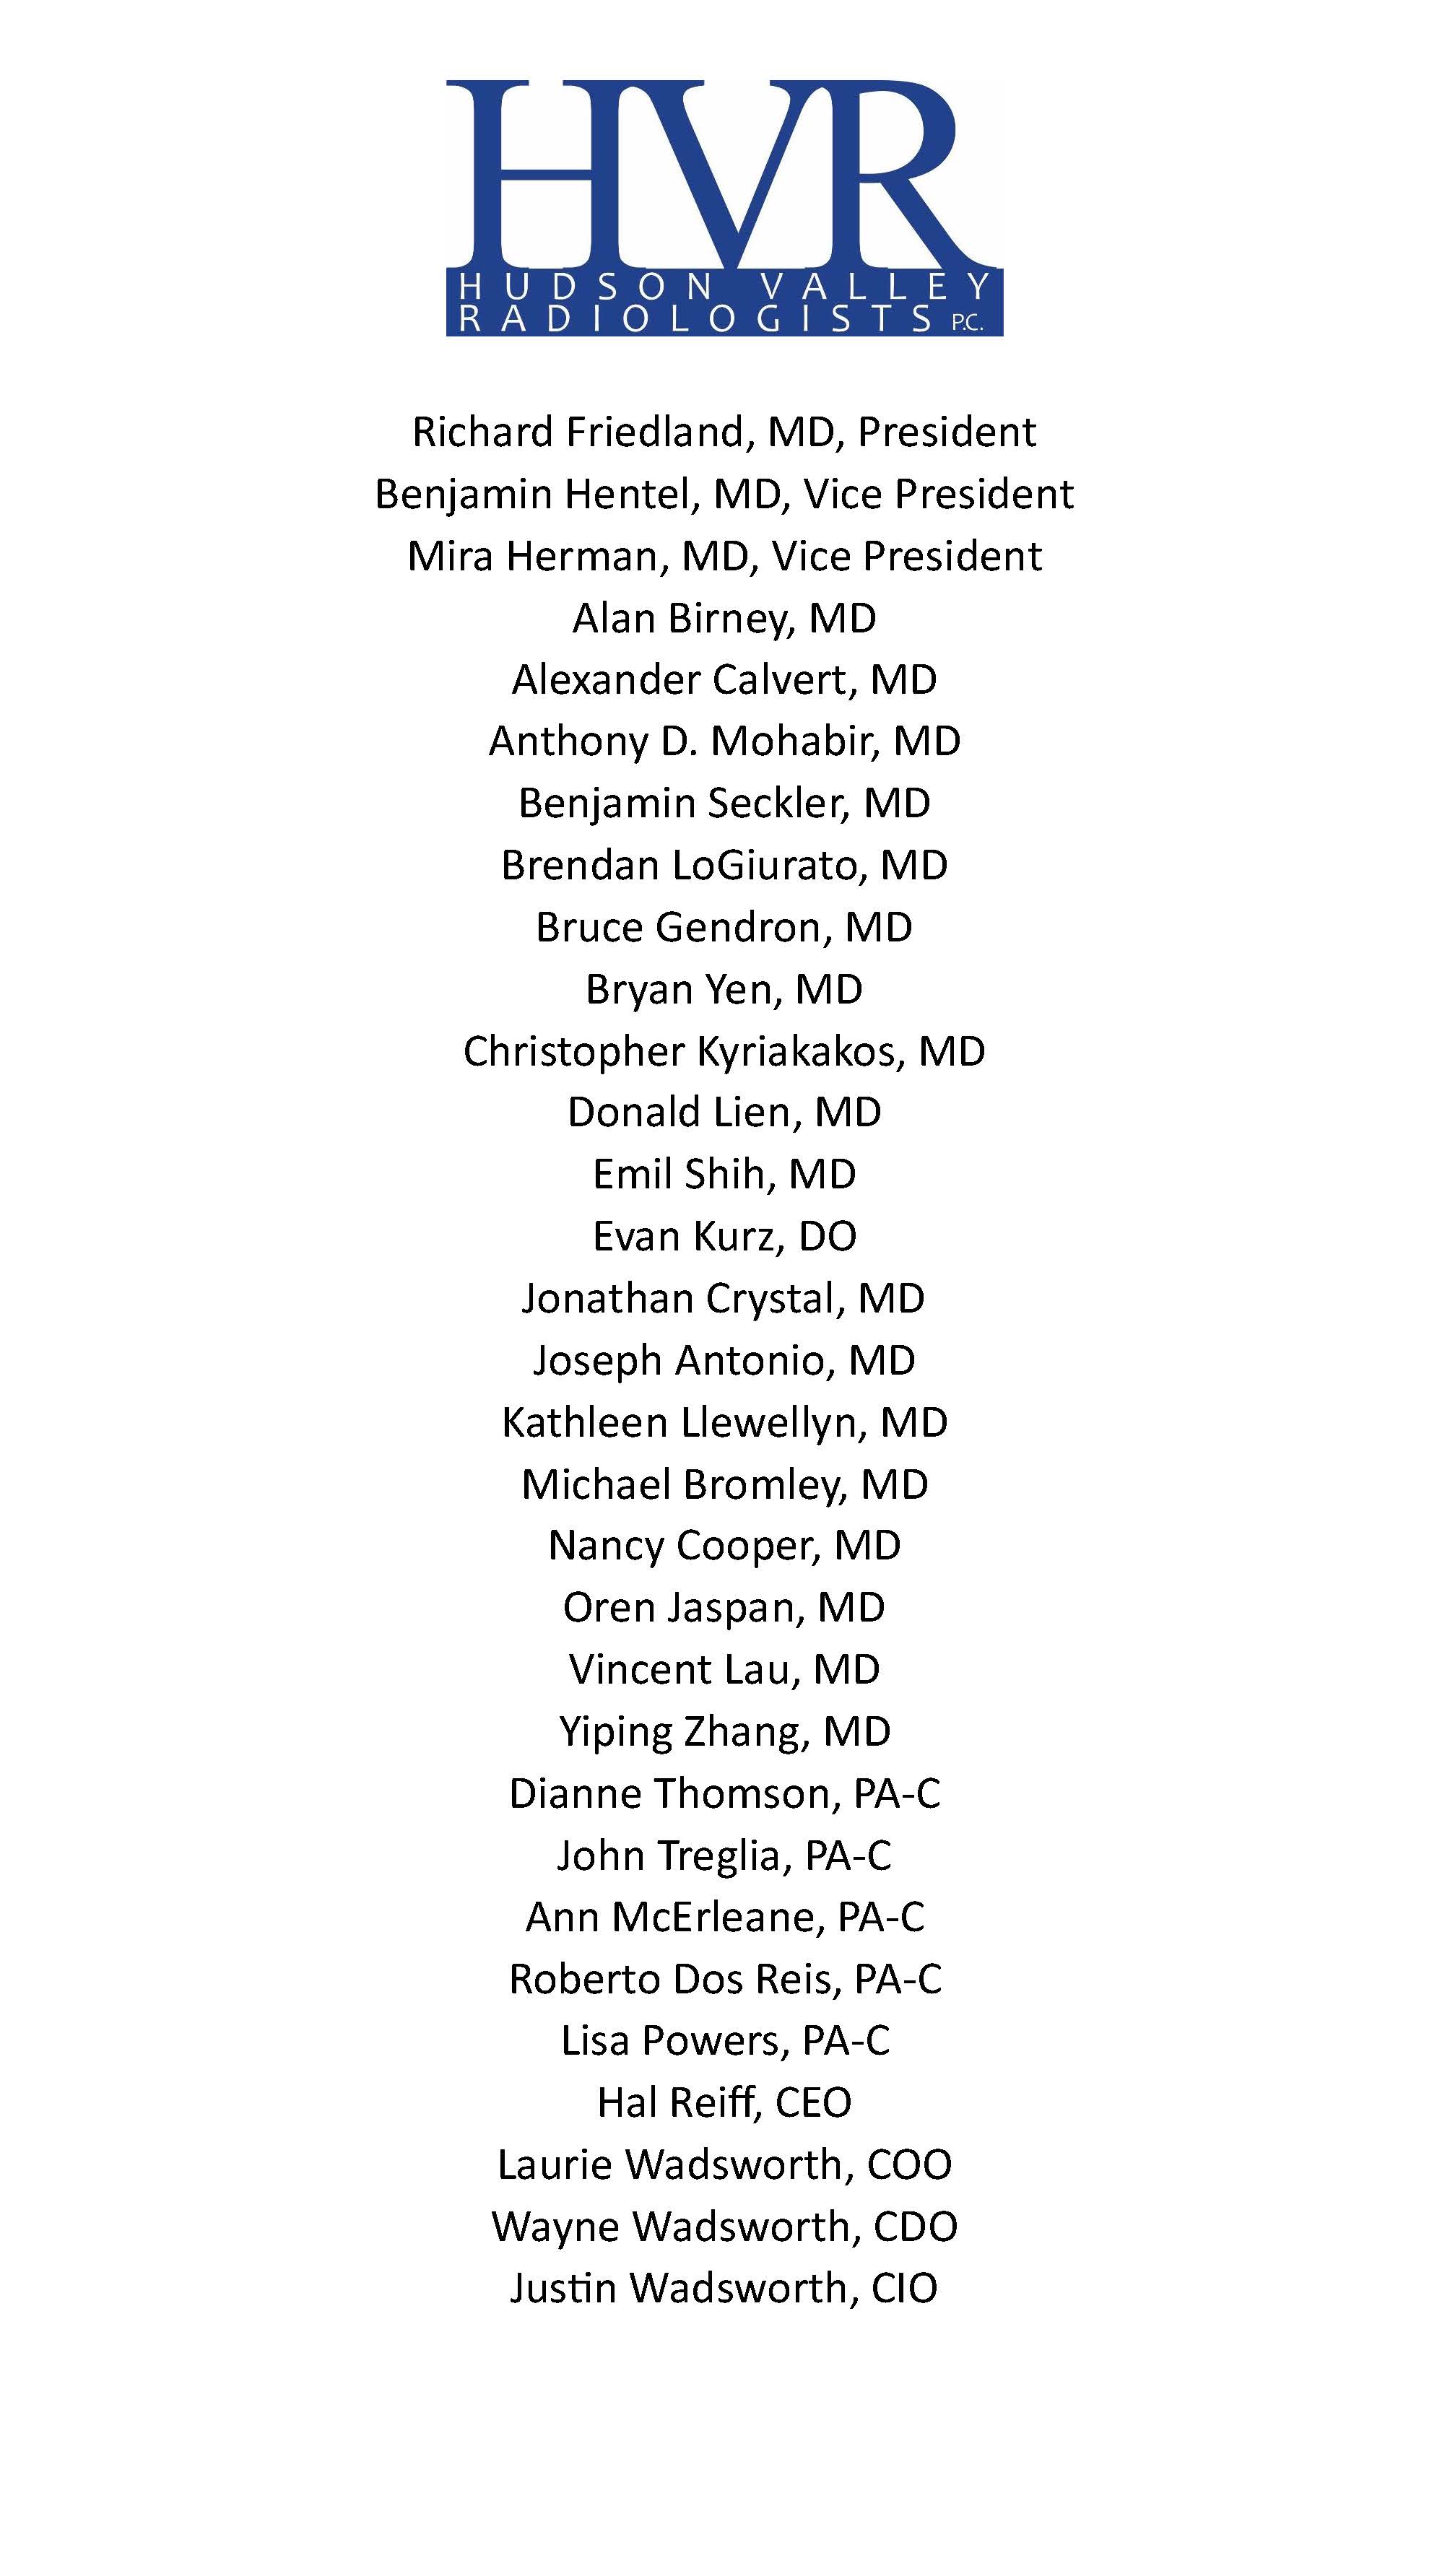 HVR
HUDSON VALLEY
RADIOLOGISTS P.C.
Richard Friedland, MD, President
Benjamin Hentel, MD, Vice President
Mira Herman, MD, Vice President
Alan Birney, MD
Alexander Calvert, MD
Anthony D. Mohabir, MD
Benjamin Seckler, MD
Brendan LoGiurato, MD
Bruce Gendron, MD
Bryan Yen, MD
Christopher Kyriakakos, MD
Donald Lien, MD
Emil Shih, MD
Evan Kurz, DO
Jonathan Crystal, MD
Joseph Antonio, MD
Kathleen Llewellyn, MD
Michael Bromley, MD
Nancy Cooper, MD
Oren Jaspan, MD
Vincent Lau, MD
Yiping Zhang, MD
Dianne Thomson, PA-C
John Treglia, PA-C
Ann McErleane, PA-C
Roberto Dos Reis, PA-C
Lisa Powers, PA-C
Hal Reiff, CEO
Laurie Wadsworth, COO
Wayne Wadsworth, CDO
Justin Wadsworth, CIO